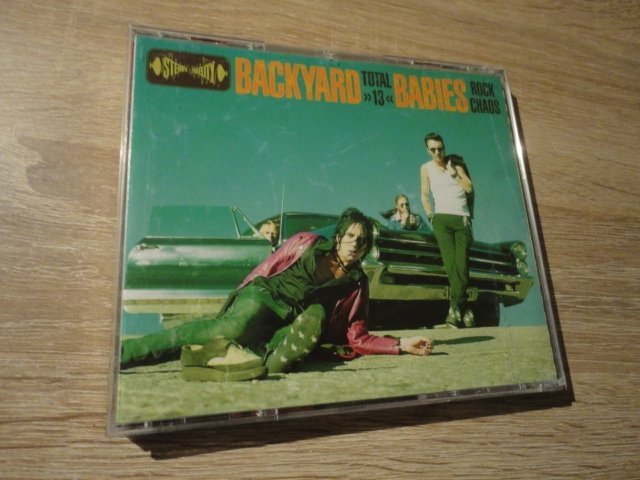 BACKYARD TOTAL BABIES ROCK
»13« CHAOS